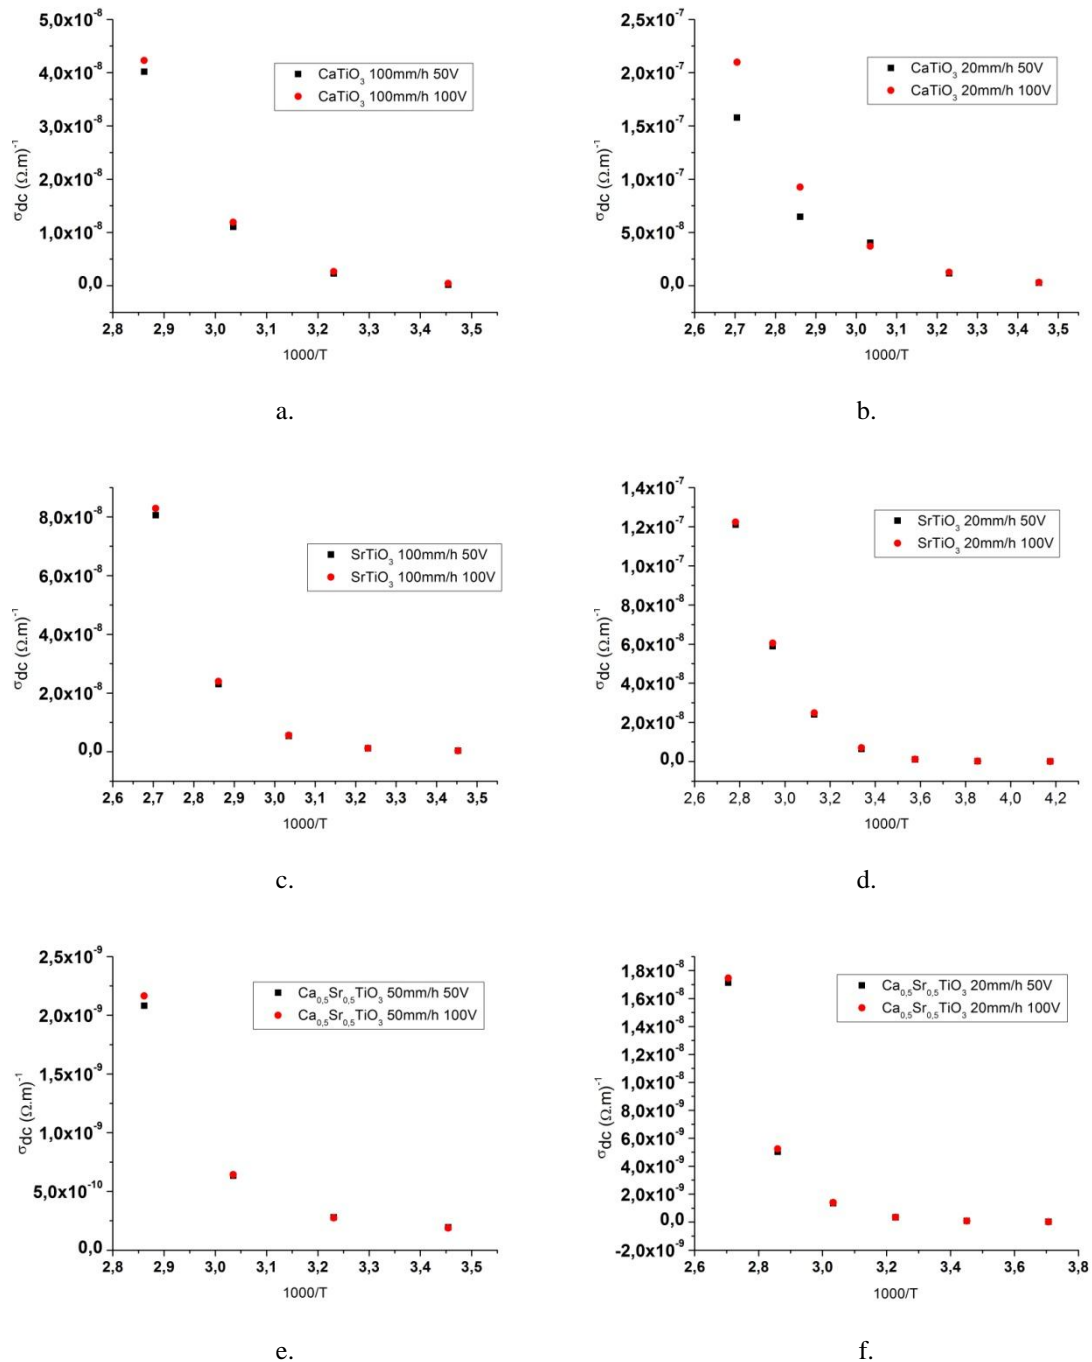 5,0x10⁻⁸
4,0x10⁻⁸
3,0x10⁻⁸
2,0x10⁻⁸
1,0x10⁻⁸
0,0
σdc (Ω.m)⁻¹
CaTiO₃ 100mm/h 50V
CaTiO₃ 100mm/h 100V
2,8 2,9 3,0 3,1 3,2 3,3 3,4 3,5
1000/T
a.
2,5x10⁻⁷
2,0x10⁻⁷
1,5x10⁻⁷
1,0x10⁻⁷
5,0x10⁻⁸
0,0
σdc (Ω.m)⁻¹
CaTiO₃ 20mm/h 50V
CaTiO₃ 20mm/h 100V
2,6 2,7 2,8 2,9 3,0 3,1 3,2 3,3 3,4 3,5
1000/T
b.
8,0x10⁻⁸
6,0x10⁻⁸
4,0x10⁻⁸
2,0x10⁻⁸
0,0
σdc (Ω.m)⁻¹
SrTiO₃ 100mm/h 50V
SrTiO₃ 100mm/h 100V
2,6 2,7 2,8 2,9 3,0 3,1 3,2 3,3 3,4 3,5
1000/T
c.
1,4x10⁻⁷
1,2x10⁻⁷
1,0x10⁻⁷
8,0x10⁻⁸
6,0x10⁻⁸
4,0x10⁻⁸
2,0x10⁻⁸
0,0
σdc (Ω.m)⁻¹
SrTiO₃ 20mm/h 50V
SrTiO₃ 20mm/h 100V
2,6 2,8 3,0 3,2 3,4 3,6 3,8 4,0 4,2
1000/T
d.
2,5x10⁻⁹
2,0x10⁻⁹
1,5x10⁻⁹
1,0x10⁻⁹
5,0x10⁻¹⁰
0,0
σdc (Ω.m)⁻¹
Ca₀,₅Sr₀,₅TiO₃ 50mm/h 50V
Ca₀,₅Sr₀,₅TiO₃ 50mm/h 100V
2,8 2,9 3,0 3,1 3,2 3,3 3,4 3,5
1000/T
e.
1,8x10⁻⁸
1,6x10⁻⁸
1,4x10⁻⁸
1,2x10⁻⁸
1,0x10⁻⁸
8,0x10⁻⁹
6,0x10⁻⁹
4,0x10⁻⁹
2,0x10⁻⁹
0,0
-2,0x10⁻⁹
σdc (Ω.m)⁻¹
Ca₀,₅Sr₀,₅TiO₃ 20mm/h 50V
Ca₀,₅Sr₀,₅TiO₃ 20mm/h 100V
2,6 2,8 3,0 3,2 3,4 3,6 3,8
1000/T
f.